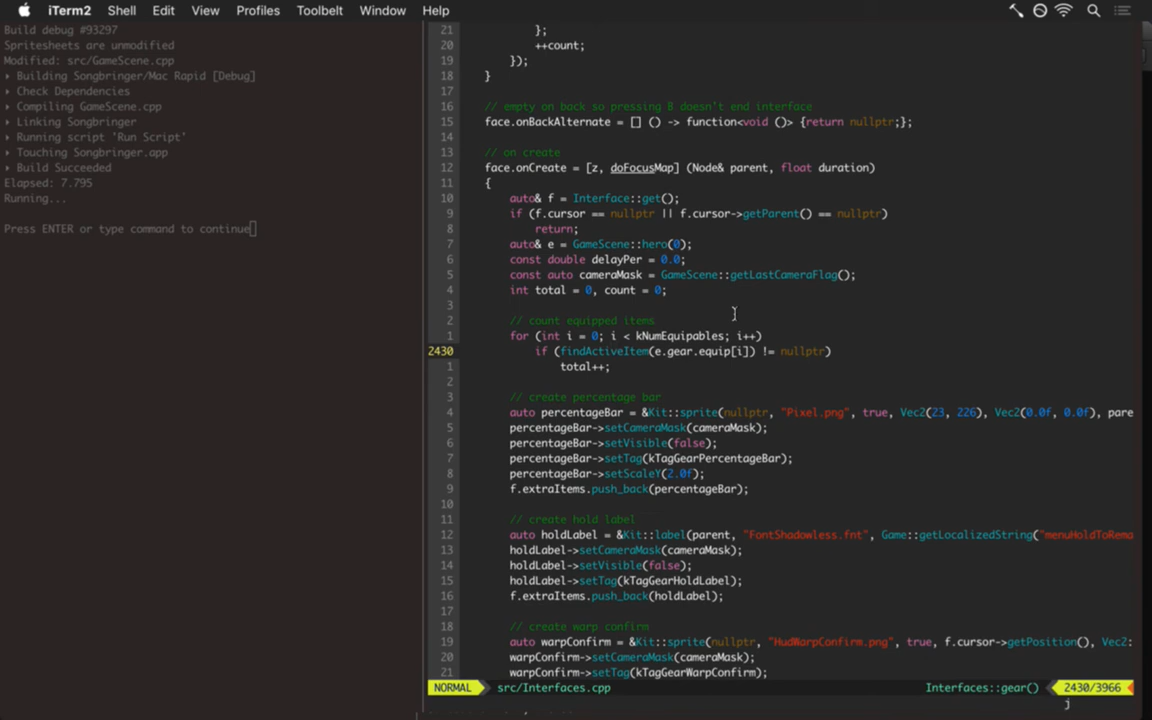 iTerm2 Shell Edit View Profiles Toolbelt Window Help
Build debug #93297
Spritesheets are unmodified
Modified: src/GameScene.cpp
▸ Building Songbringer/Mac Rapid [Debug]
▸ Check Dependencies
▸ Compiling GameScene.cpp
▸ Linking Songbringer
▸ Running script 'Run Script'
▸ Touching Songbringer.app
▸ Build Succeeded
Elapsed: 7.795
Running...
Press ENTER or type command to continue
21 };
20 ++count;
19 });
18 }
17
16 // empty on back so pressing B doesn't end interface
15 face.onBackAlternate = [] () -> function<void ()> {return nullptr;};
14
13 // on create
12 face.onCreate = [z, doFocusMap] (Node& parent, float duration)
11 {
10 auto& f = Interface::get();
9 if (f.cursor == nullptr || f.cursor->getParent() == nullptr)
8 return;
7 auto& e = GameScene::hero(0);
6 const double delayPer = 0.0;
5 const auto cameraMask = GameScene::getLastCameraFlag();
4 int total = 0, count = 0;
3
2 // count equipped items
1 for (int i = 0; i < kNumEquipables; i++)
2430 if (findActiveItem(e.gear.equip[i]) != nullptr)
1 total++;
2
3 // create percentage bar
4 auto percentageBar = &Kit::sprite(nullptr, "Pixel.png", true, Vec2(23, 226), Vec2(0.0f, 0.0f), pare
5 percentageBar->setCameraMask(cameraMask);
6 percentageBar->setVisible(false);
7 percentageBar->setTag(kTagGearPercentageBar);
8 percentageBar->setScaleY(2.0f);
9 f.extraItems.push_back(percentageBar);
10
11 // create hold label
12 auto holdLabel = &Kit::label(parent, "FontShadowless.fnt", Game::getLocalizedString("menuHoldToRema
13 holdLabel->setCameraMask(cameraMask);
14 holdLabel->setVisible(false);
15 holdLabel->setTag(kTagGearHoldLabel);
16 f.extraItems.push_back(holdLabel);
17
18 // create warp confirm
19 auto warpConfirm = &Kit::sprite(nullptr, "HudWarpConfirm.png", true, f.cursor->getPosition(), Vec2:
20 warpConfirm->setCameraMask(cameraMask);
21 warpConfirm->setTag(kTagGearWarpConfirm);
NORMAL src/Interfaces.cpp Interfaces::gear() 2430/3966
j